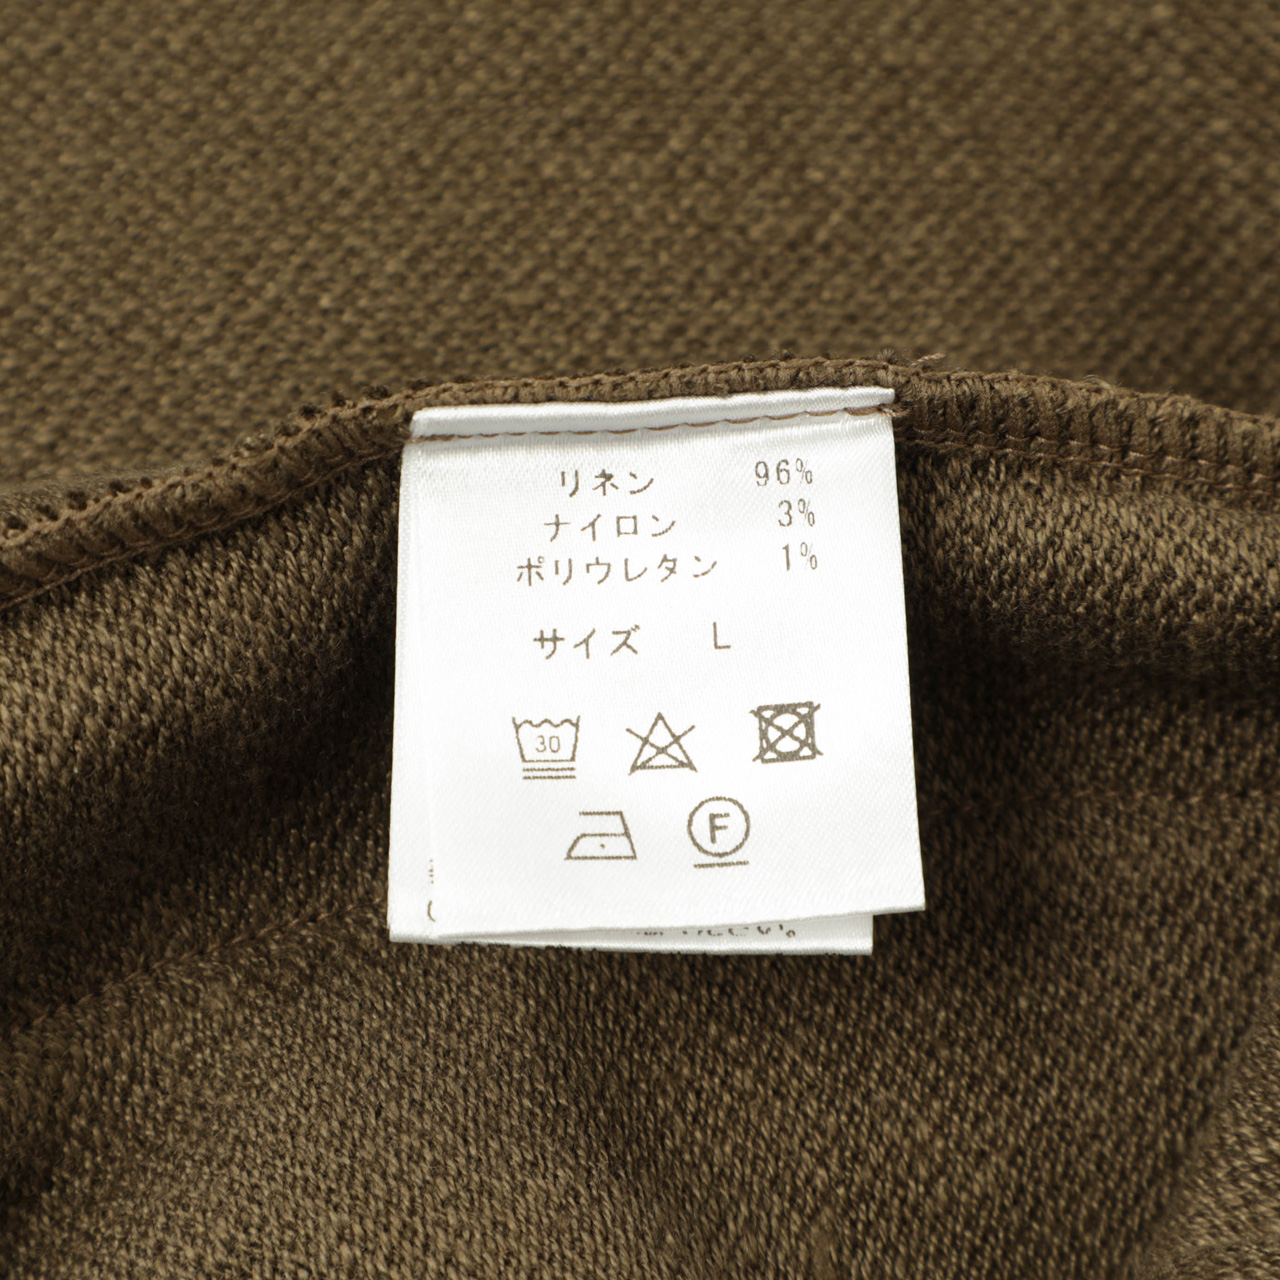 リネン 96%
ナイロン 3%
ポリウレタン 1%
サイズ L
30
F